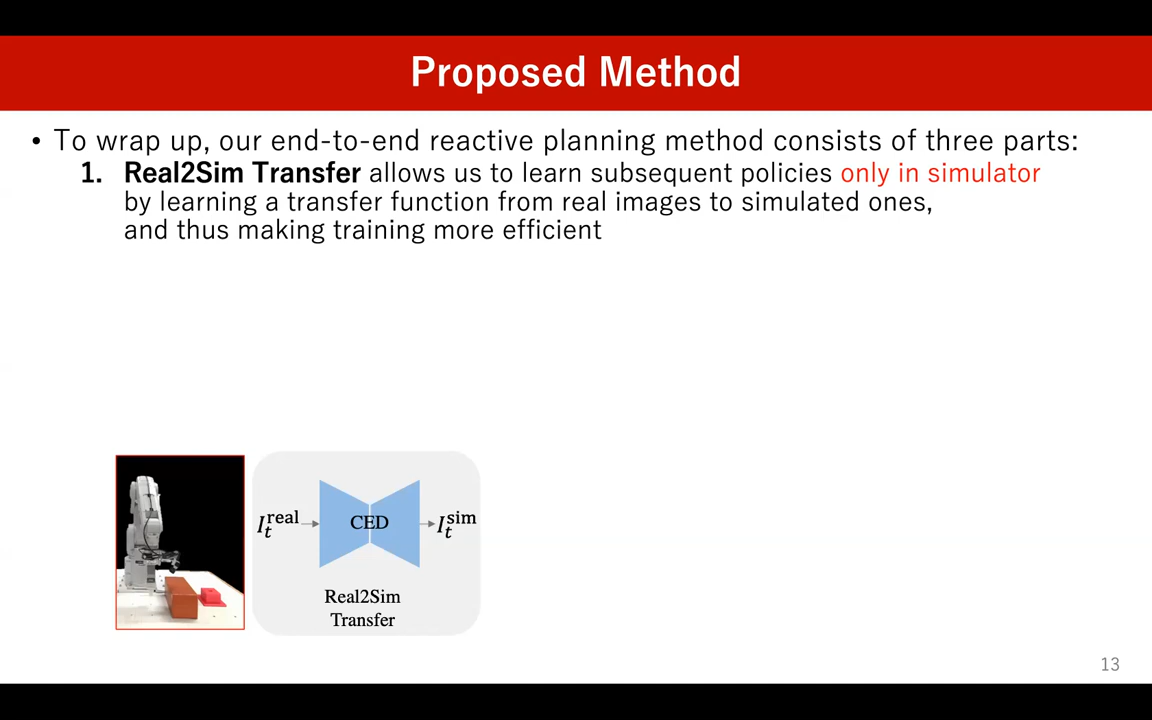 Proposed Method
• To wrap up, our end-to-end reactive planning method consists of three parts:
1. Real2Sim Transfer allows us to learn subsequent policies only in simulator
by learning a transfer function from real images to simulated ones,
and thus making training more efficient
I_t^real
CED
I_t^sim
Real2Sim
Transfer
13